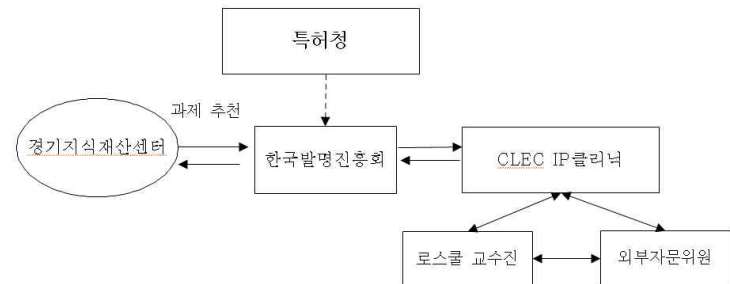 특허청
과제 추천
경기지식재산센터
한국발명진흥회
CLEC IP클리닉
로스쿨 교수진
외부자문위원